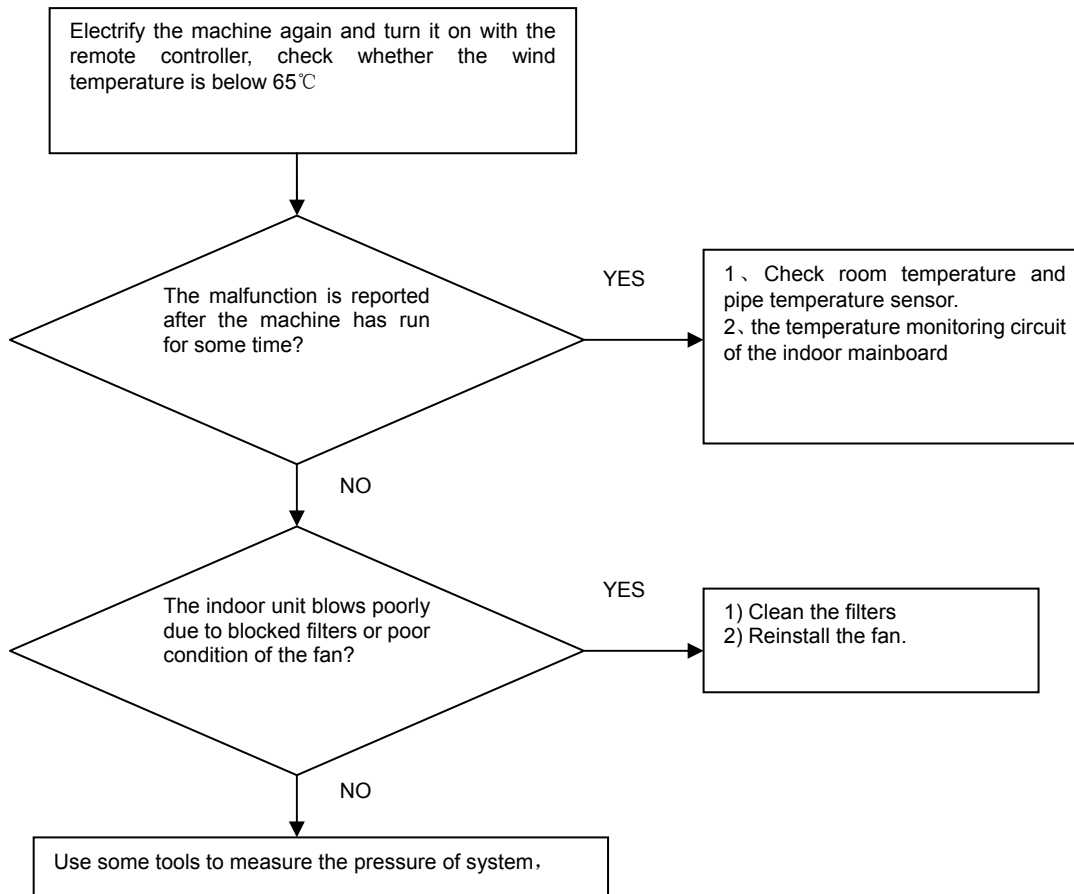 Electrify the machine again and turn it on with the
remote controller, check whether the wind
temperature is below 65℃
The malfunction is reported
after the machine has run
for some time?
YES
1、Check room temperature and
pipe temperature sensor.
2、the temperature monitoring circuit
of the indoor mainboard
NO
The indoor unit blows poorly
due to blocked filters or poor
condition of the fan?
YES
1) Clean the filters
2) Reinstall the fan.
NO
Use some tools to measure the pressure of system，